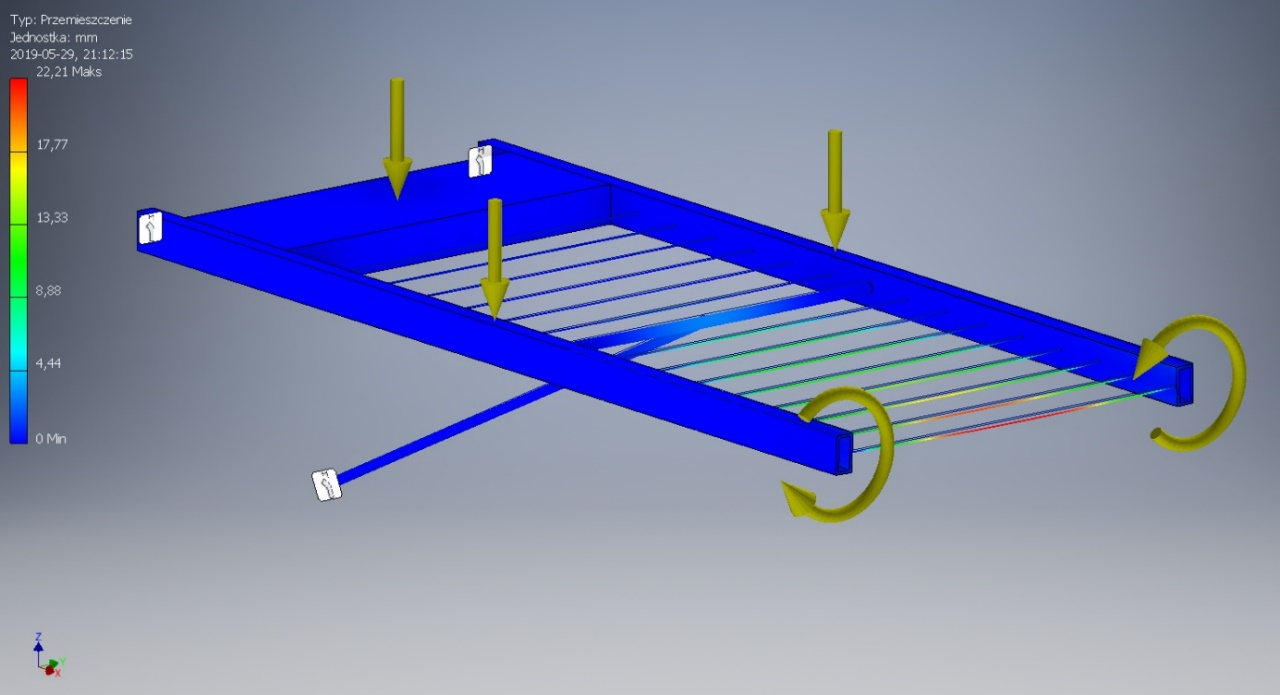 Typ: Przemieszczenie
Jednostka: mm
2019-05-29, 21:12:15
22,21 Maks
17,77
13,33
8,88
4,44
0 Min
Z
Y
X